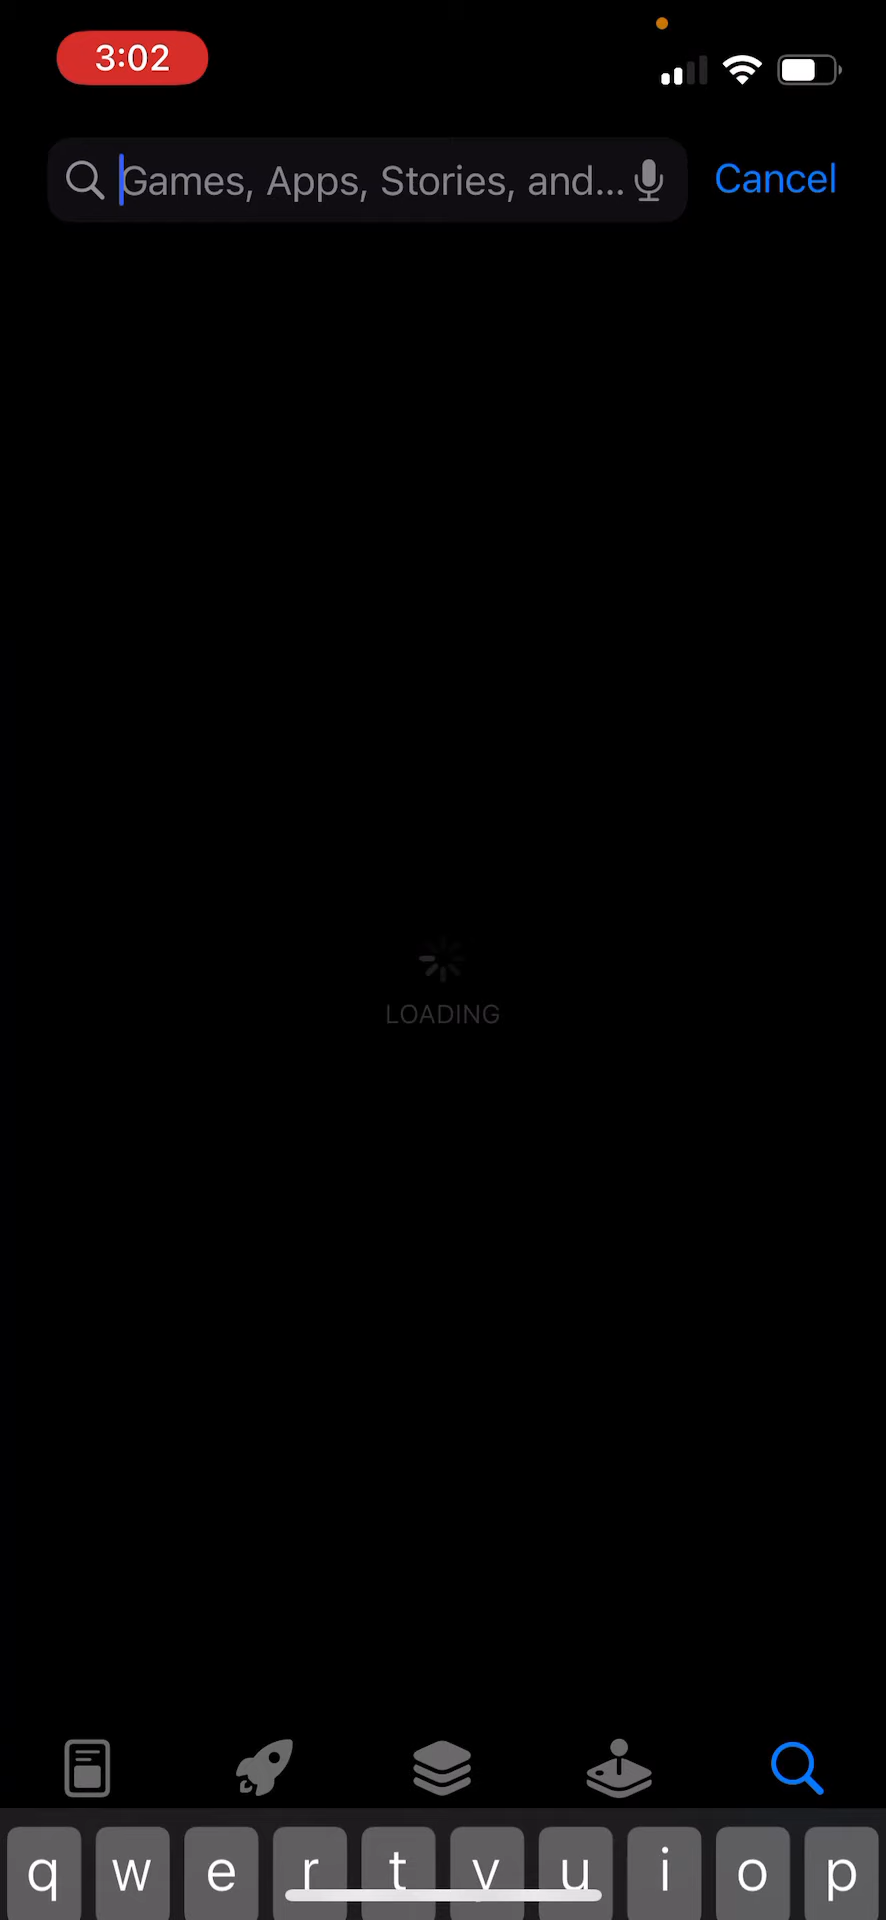 3:02
Games, Apps, Stories, and...
Cancel
LOADING
q w e r t y u i o p